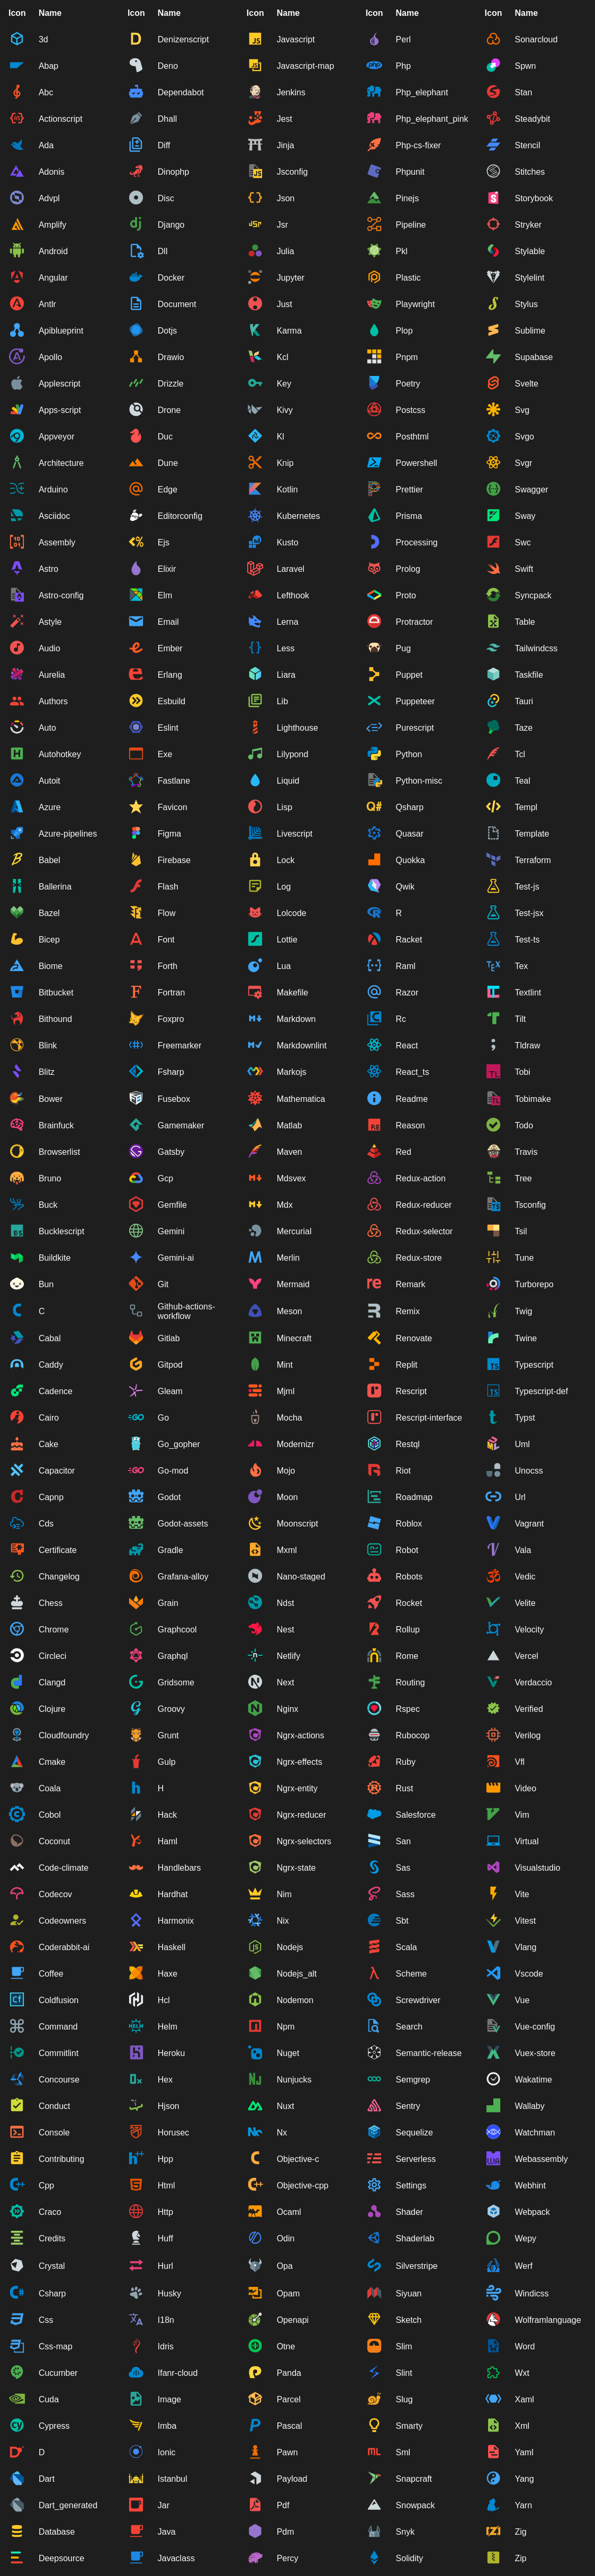 Icon Name Icon Name Icon Name Icon Name Icon Name
3d Denizenscript Javascript Perl Sonarcloud
Abap Deno Javascript-map Php Spwn
Abc Dependabot Jenkins Php_elephant Stan
Actionscript Dhall Jest Php_elephant_pink Steadybit
Ada Diff Jinja Php-cs-fixer Stencil
Adonis Dinophp Jsconfig Phpunit Stitches
Advpl Disc Json Pinejs Storybook
Amplify Django Jsr Pipeline Stryker
Android Dll Julia Pkl Stylable
Angular Docker Jupyter Plastic Stylelint
Antlr Document Just Playwright Stylus
Apiblueprint Dotjs Karma Plop Sublime
Apollo Drawio Kcl Pnpm Supabase
Applescript Drizzle Key Poetry Svelte
Apps-script Drone Kivy Postcss Svg
Appveyor Duc Kl Posthtml Svgo
Architecture Dune Knip Powershell Svgr
Arduino Edge Kotlin Prettier Swagger
Asciidoc Editorconfig Kubernetes Prisma Sway
Assembly Ejs Kusto Processing Swc
Astro Elixir Laravel Prolog Swift
Astro-config Elm Lefthook Proto Syncpack
Astyle Email Lerna Protractor Table
Audio Ember Less Pug Tailwindcss
Aurelia Erlang Liara Puppet Taskfile
Authors Esbuild Lib Puppeteer Tauri
Auto Eslint Lighthouse Purescript Taze
Autohotkey Exe Lilypond Python Tcl
Autoit Fastlane Liquid Python-misc Teal
Azure Favicon Lisp Qsharp Templ
Azure-pipelines Figma Livescript Quasar Template
Babel Firebase Lock Quokka Terraform
Ballerina Flash Log Qwik Test-js
Bazel Flow Lolcode R Test-jsx
Bicep Font Lottie Racket Test-ts
Biome Forth Lua Raml Tex
Bitbucket Fortran Makefile Razor Textlint
Bithound Foxpro Markdown Rc Tilt
Blink Freemarker Markdownlint React Tldraw
Blitz Fsharp Markojs React_ts Tobi
Bower Fusebox Mathematica Readme Tobimake
Brainfuck Gamemaker Matlab Reason Todo
Browserlist Gatsby Maven Red Travis
Bruno Gcp Mdsvex Redux-action Tree
Buck Gemfile Mdx Redux-reducer Tsconfig
Bucklescript Gemini Mercurial Redux-selector Tsil
Buildkite Gemini-ai Merlin Redux-store Tune
Bun Git Mermaid Remark Turborepo
C Github-actions-
workflow Meson Remix Twig
Cabal Gitlab Minecraft Renovate Twine
Caddy Gitpod Mint Replit Typescript
Cadence Gleam Mjml Rescript Typescript-def
Cairo Go Mocha Rescript-interface Typst
Cake Go_gopher Modernizr Restql Uml
Capacitor Go-mod Mojo Riot Unocss
Capnp Godot Moon Roadmap Url
Cds Godot-assets Moonscript Roblox Vagrant
Certificate Gradle Mxml Robot Vala
Changelog Grafana-alloy Nano-staged Robots Vedic
Chess Grain Ndst Rocket Velite
Chrome Graphcool Nest Rollup Velocity
Circleci Graphql Netlify Rome Vercel
Clangd Gridsome Next Routing Verdaccio
Clojure Groovy Nginx Rspec Verified
Cloudfoundry Grunt Ngrx-actions Rubocop Verilog
Cmake Gulp Ngrx-effects Ruby Vfl
Coala H Ngrx-entity Rust Video
Cobol Hack Ngrx-reducer Salesforce Vim
Coconut Haml Ngrx-selectors San Virtual
Code-climate Handlebars Ngrx-state Sas Visualstudio
Codecov Hardhat Nim Sass Vite
Codeowners Harmonix Nix Sbt Vitest
Coderabbit-ai Haskell Nodejs Scala Vlang
Coffee Haxe Nodejs_alt Scheme Vscode
Coldfusion Hcl Nodemon Screwdriver Vue
Command Helm Npm Search Vue-config
Commitlint Heroku Nuget Semantic-release Vuex-store
Concourse Hex Nunjucks Semgrep Wakatime
Conduct Hjson Nuxt Sentry Wallaby
Console Horusec Nx Sequelize Watchman
Contributing Hpp Objective-c Serverless Webassembly
Cpp Html Objective-cpp Settings Webhint
Craco Http Ocaml Shader Webpack
Credits Huff Odin Shaderlab Wepy
Crystal Hurl Opa Silverstripe Werf
Csharp Husky Opam Siyuan Windicss
Css I18n Openapi Sketch Wolframlanguage
Css-map Idris Otne Slim Word
Cucumber Ifanr-cloud Panda Slint Wxt
Cuda Image Parcel Slug Xaml
Cypress Imba Pascal Smarty Xml
D Ionic Pawn Sml Yaml
Dart Istanbul Payload Snapcraft Yang
Dart_generated Jar Pdf Snowpack Yarn
Database Java Pdm Snyk Zig
Deepsource Javaclass Percy Solidity Zip